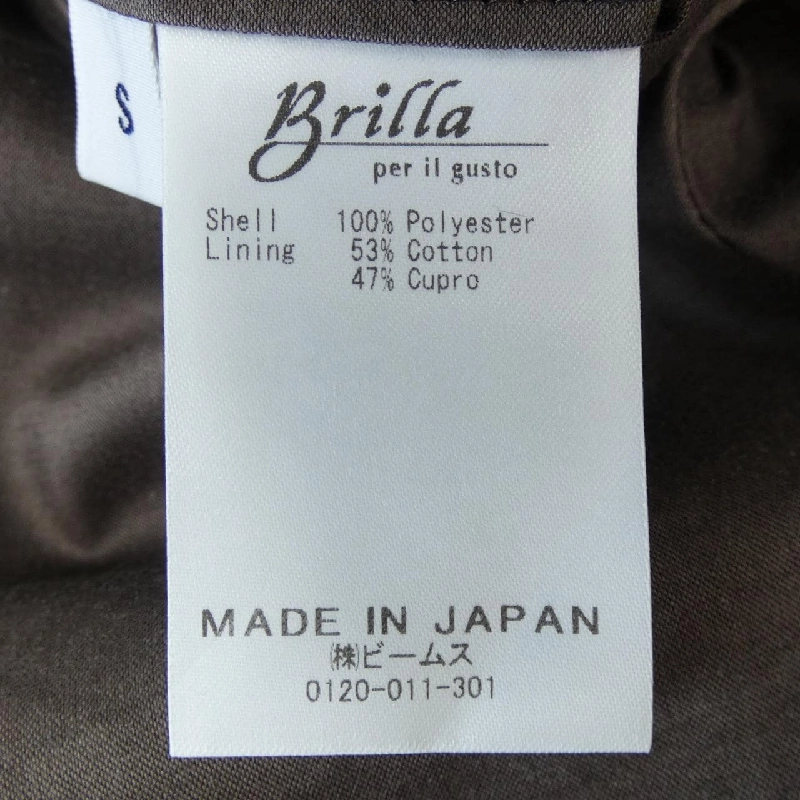 S
Brilla
per il gusto
Shell 100% Polyester
Lining 53% Cotton
47% Cupro
MADE IN JAPAN
㈱ビームス
0120-011-301